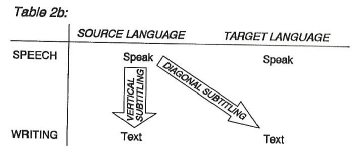 Table 2b:
SOURCE LANGUAGE TARGET LANGUAGE
SPEECH Speak Speak
VERTICAL
SUBTITLING
DIAGONAL SUBTITLING
WRITING Text Text